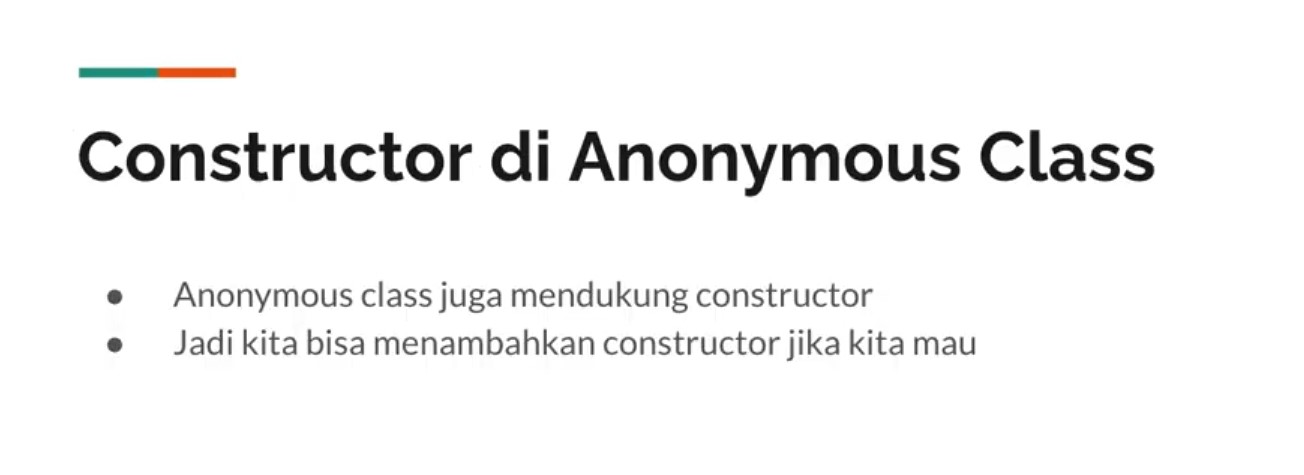 Constructor di Anonymous Class
● Anonymous class juga mendukung constructor
● Jadi kita bisa menambahkan constructor jika kita mau